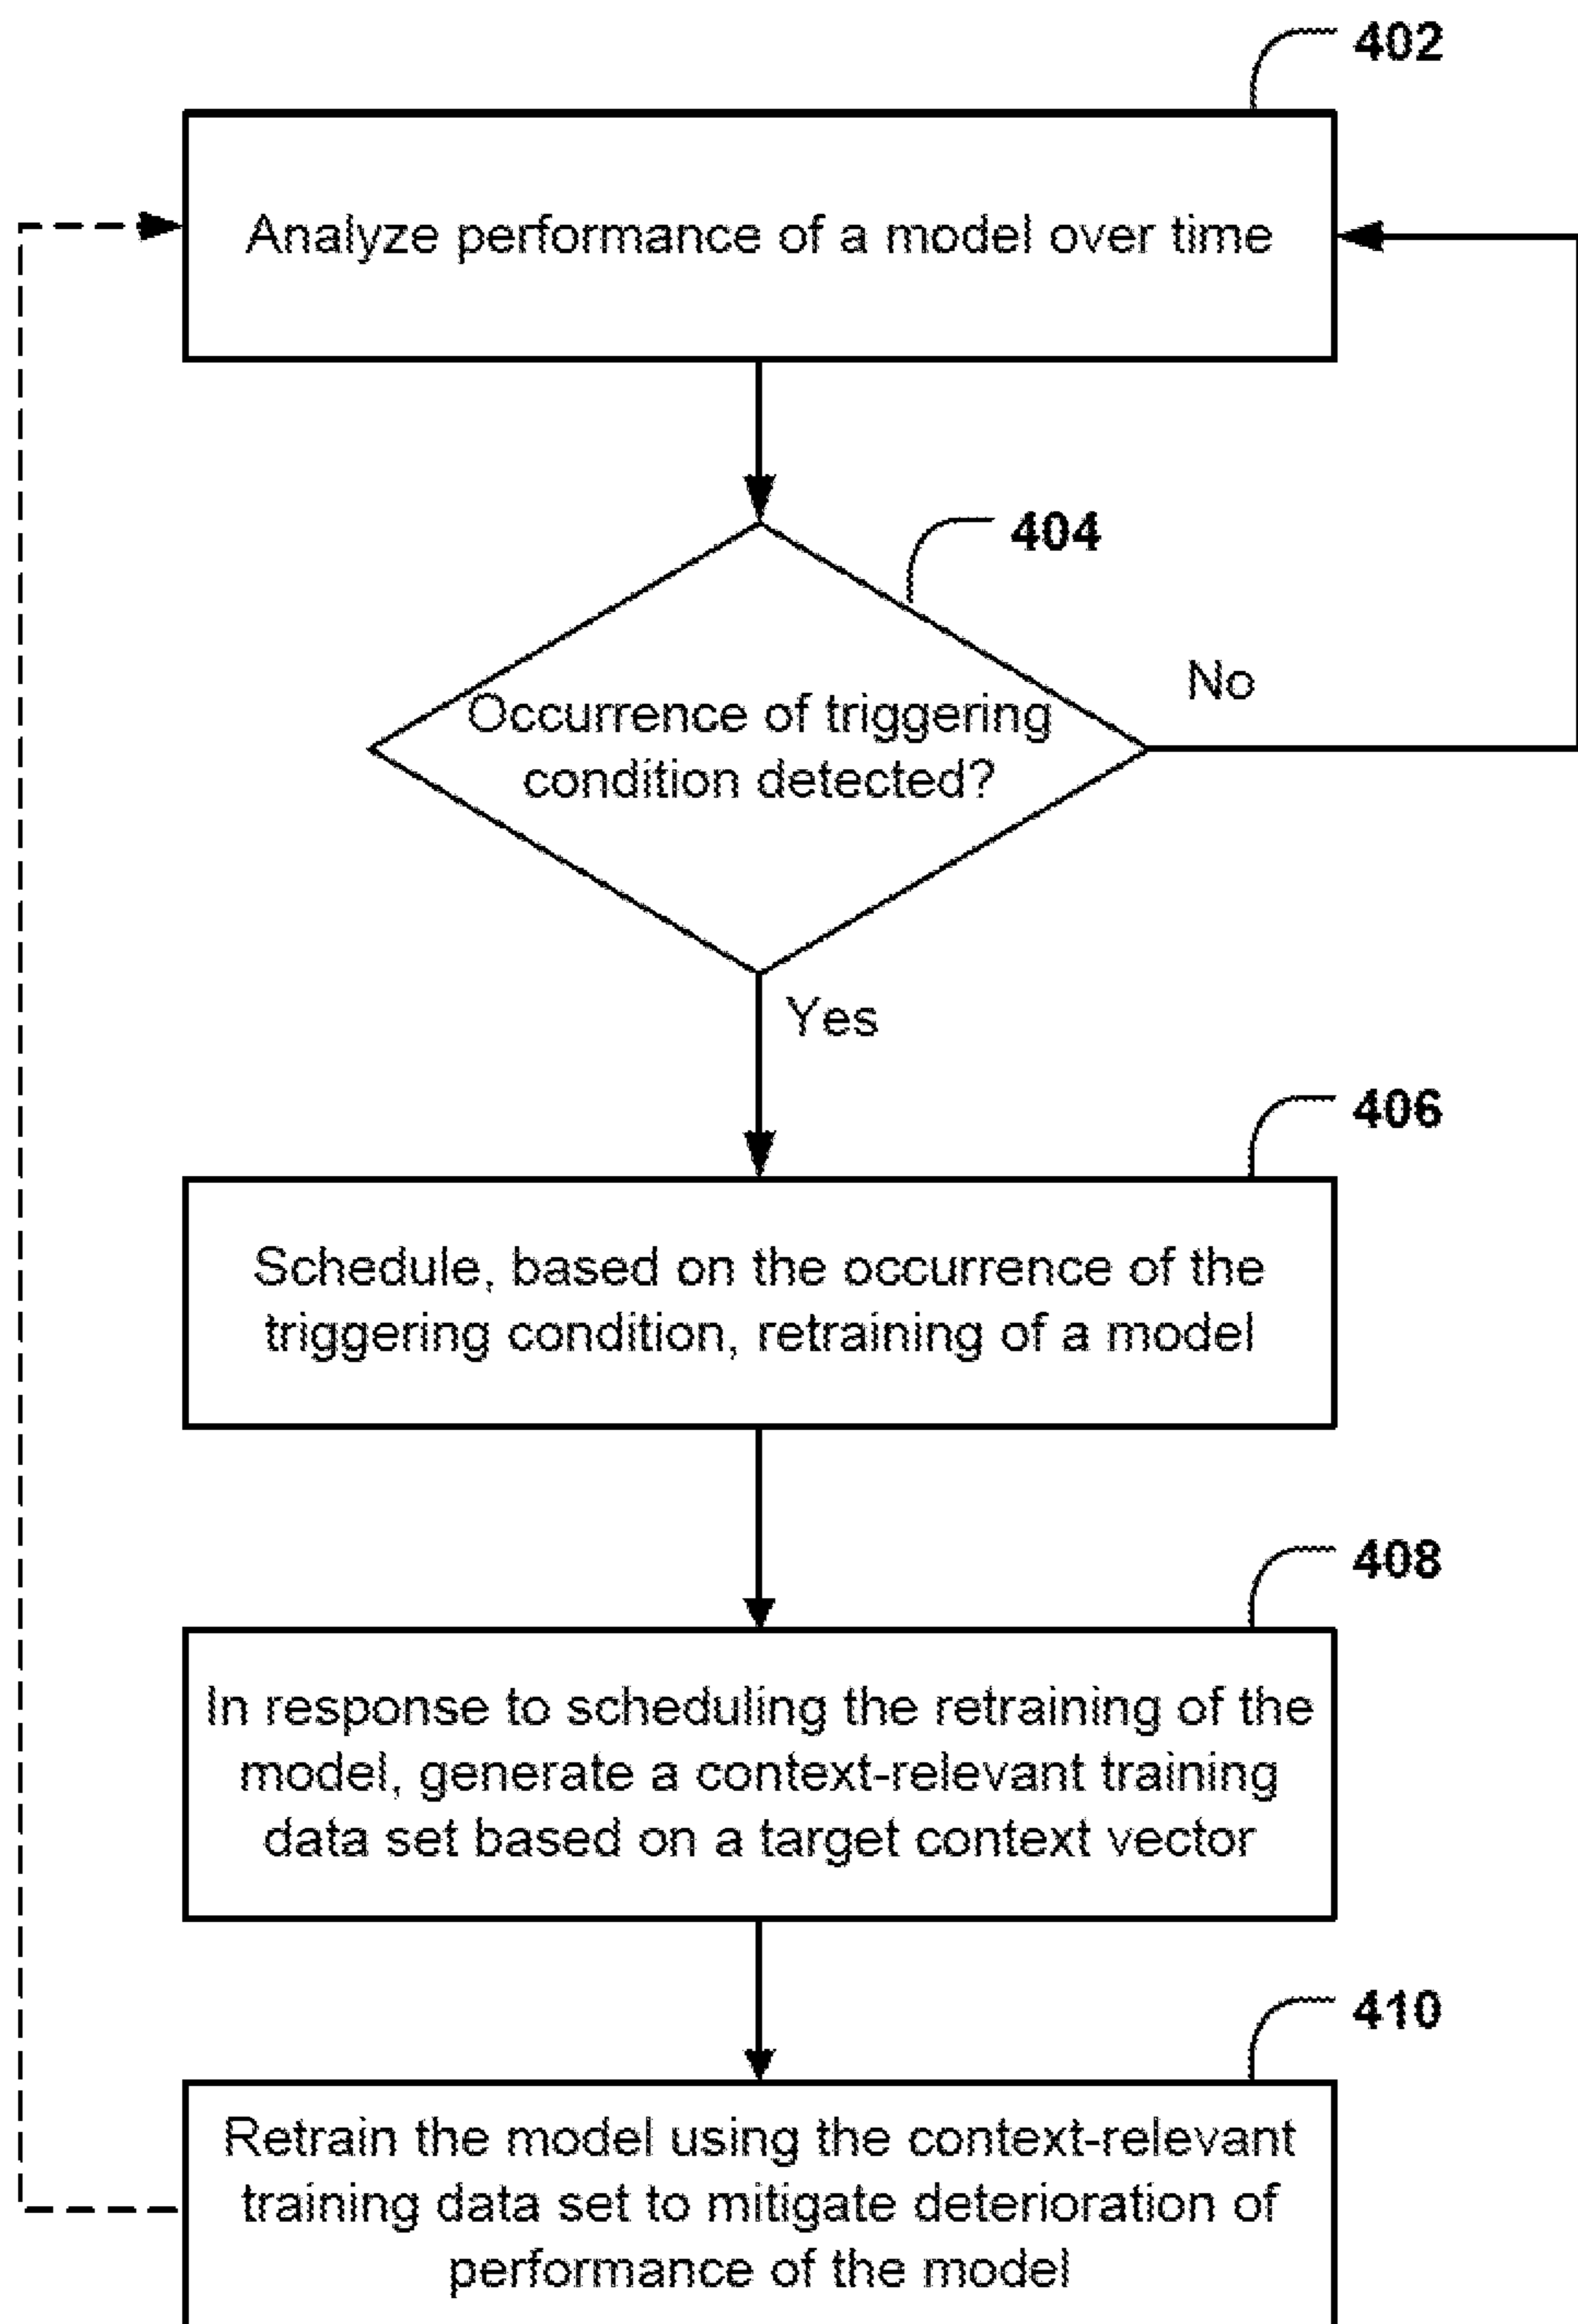 402
Analyze performance of a model over time
404
Occurrence of triggering
condition detected?
No
Yes
406
Schedule, based on the occurrence of the
triggering condition, retraining of a model
408
In response to scheduling the retraining of the
model, generate a context-relevant training
data set based on a target context vector
410
Retrain the model using the context-relevant
training data set to mitigate deterioration of
performance of the model